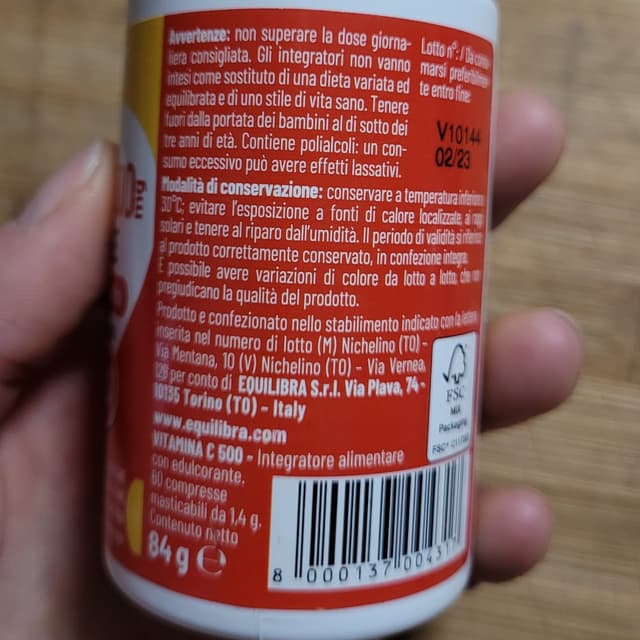 Avvertenze: non superare la dose giorna-
liera consigliata. Gli integratori non vanno
intesi come sostituto di una dieta variata ed
equilibrata e di uno stile di vita sano. Tenere
fuori dalla portata dei bambini al di sotto dei
tre anni di età. Contiene polialcoli: un con-
sumo eccessivo può avere effetti lassativi.
Lotto n°: / Da consu
marsi preferibilmen
te entro fine:
V10144
02/23
Modalità di conservazione: conservare a temperatura inferiore a
30°C; evitare l'esposizione a fonti di calore localizzate, ai raggi
solari e tenere al riparo dall'umidità. Il periodo di validità si riferisce
al prodotto correttamente conservato, in confezione integra.
È possibile avere variazioni di colore da lotto a lotto, che non
pregiudicano la qualità del prodotto.
Prodotto e confezionato nello stabilimento indicato con la lettera
inserita nel numero di lotto (M) Nichelino (TO) -
Via Mentana, 10 (V) Nichelino (TO) - Via Vernea,
129 per conto di EQUILIBRA S.r.l. Via Plava, 74 -
10135 Torino (TO) - Italy
www.equilibra.com
VITAMINA C 500 - Integratore alimentare
con edulcorante.
60 compresse
masticabili da 1,4 g.
Contenuto netto
84 g e
FSC
MIX
Packaging
mg
8 000137 00431